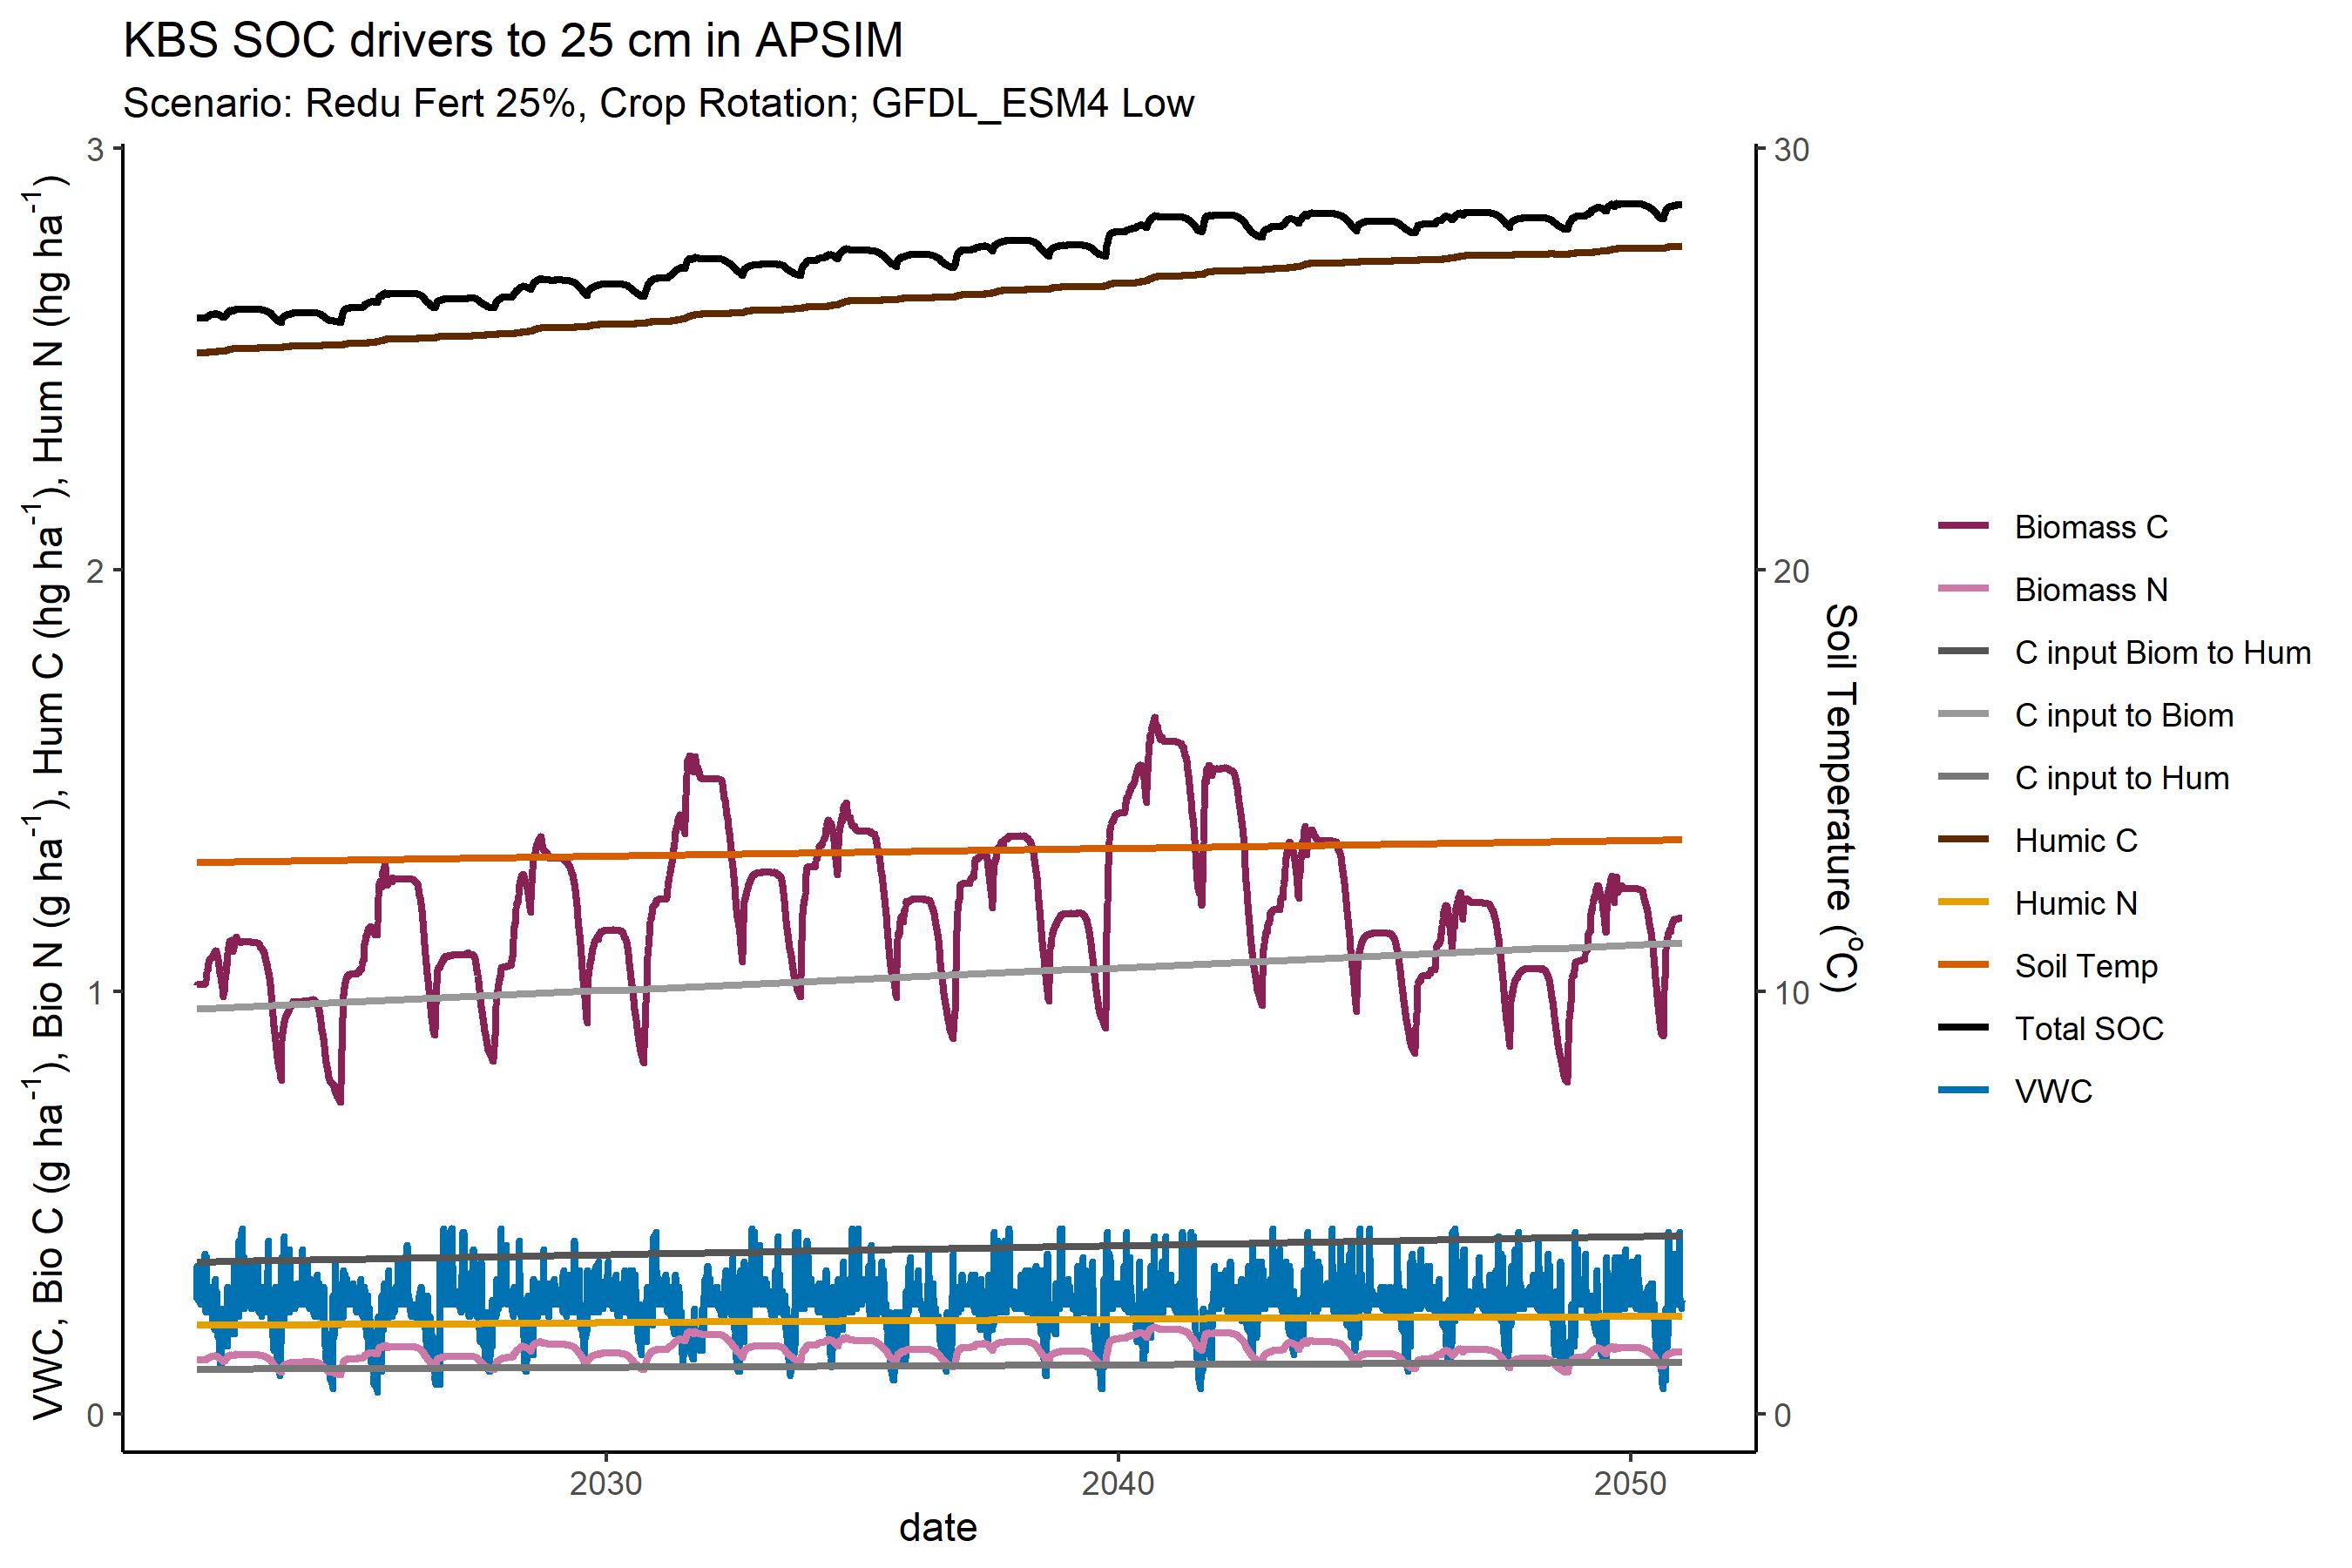 KBS SOC drivers to 25 cm in APSIM
Scenario: Redu Fert 25%, Crop Rotation; GFDL_ESM4 Low
VWC, Bio C (g ha⁻¹), Bio N (g ha⁻¹), Hum C (hg ha⁻¹), Hum N (hg ha⁻¹)
3
2
1
0
30
20
10
0
Soil Temperature (°C)
2030
2040
2050
date
Biomass C
Biomass N
C input Biom to Hum
C input to Biom
C input to Hum
Humic C
Humic N
Soil Temp
Total SOC
VWC